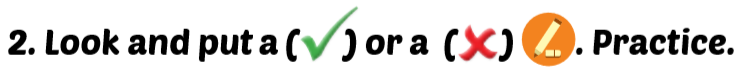 2. Look and put a (✓) or a (✗) . Practice.